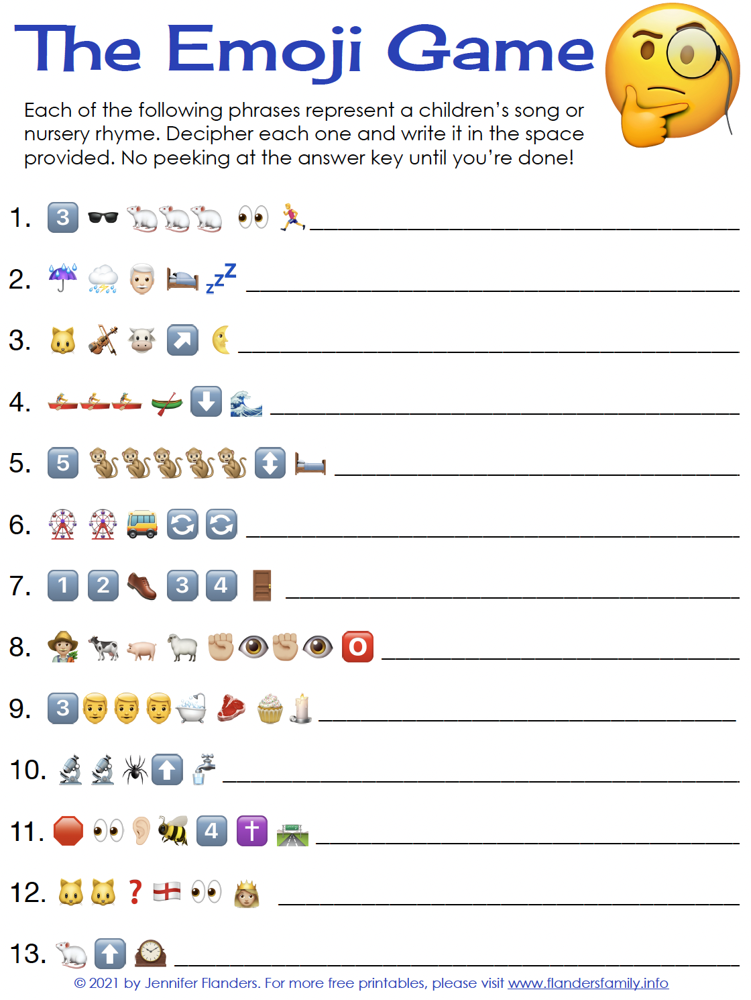 The Emoji Game
Each of the following phrases represent a children's song or
nursery rhyme. Decipher each one and write it in the space
provided. No peeking at the answer key until you're done!
1. 3
2. zzZ
3.
4.
5. 5
6.
7. 1 2 3 4
8. O
9. 3
10.
11. 4
12. ?
13.
© 2021 by Jennifer Flanders. For more free printables, please visit www.flandersfamily.info